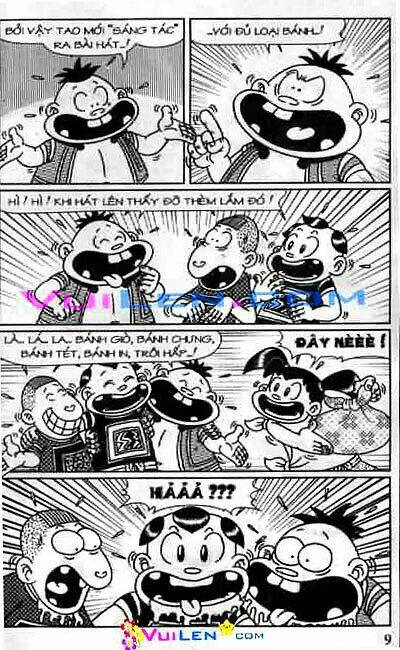 BỞI VẬY TAO MỚI "SÁNG TÁC"
RA BÀI HÁT..!
..VỚI ĐỦ LOẠI BÁNH..!
HÌ! HÌ! KHI HÁT LÊN THẤY ĐỠ THÈM LẮM ĐÓ!
VUILEN.COM
LÀ.. LÁ.. LA.. BÁNH GIÒ, BÁNH CHƯNG,
BÁNH TÉT, BÁNH IN, TRÔI HẤP..!
ĐÂY NÈÈÈ!
HẢẢẢ???
9
VUILEN.COM